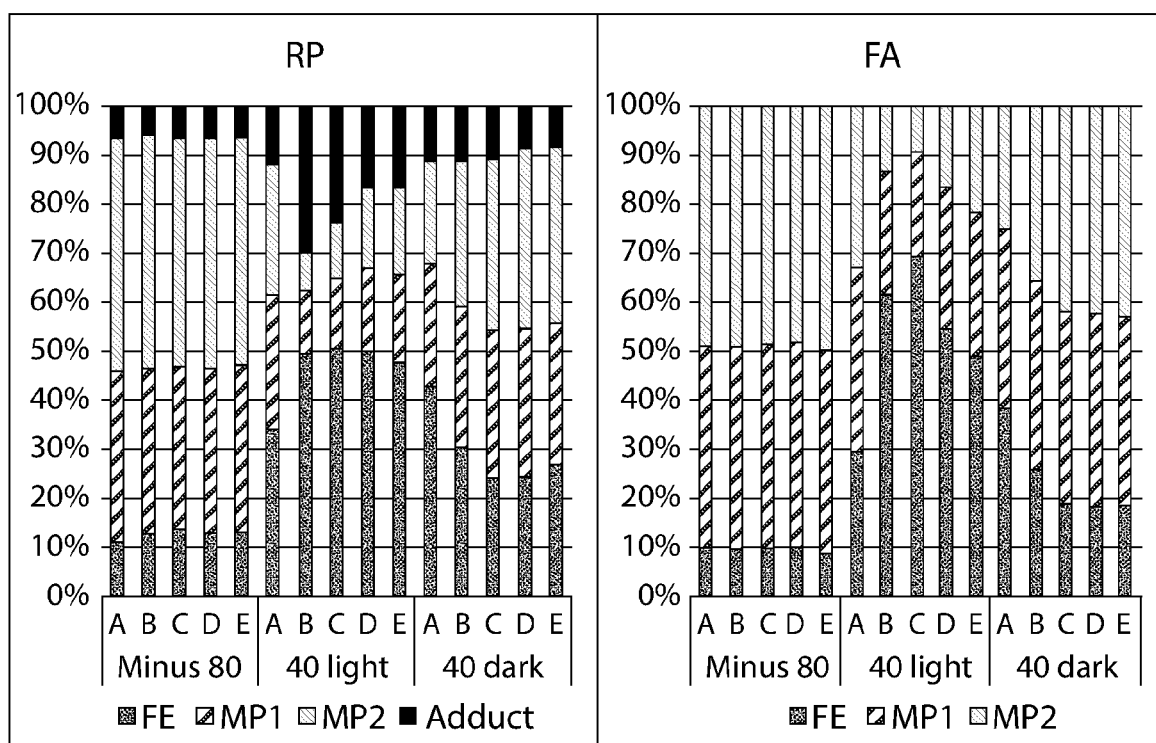 RP
100%
90%
80%
70%
60%
50%
40%
30%
20%
10%
0%
A B C D E A B C D E A B C D E
Minus 80 40 light 40 dark
FE MP1 MP2 Adduct
FA
100%
90%
80%
70%
60%
50%
40%
30%
20%
10%
0%
A B C D E A B C D E A B C D E
Minus 80 40 light 40 dark
FE MP1 MP2